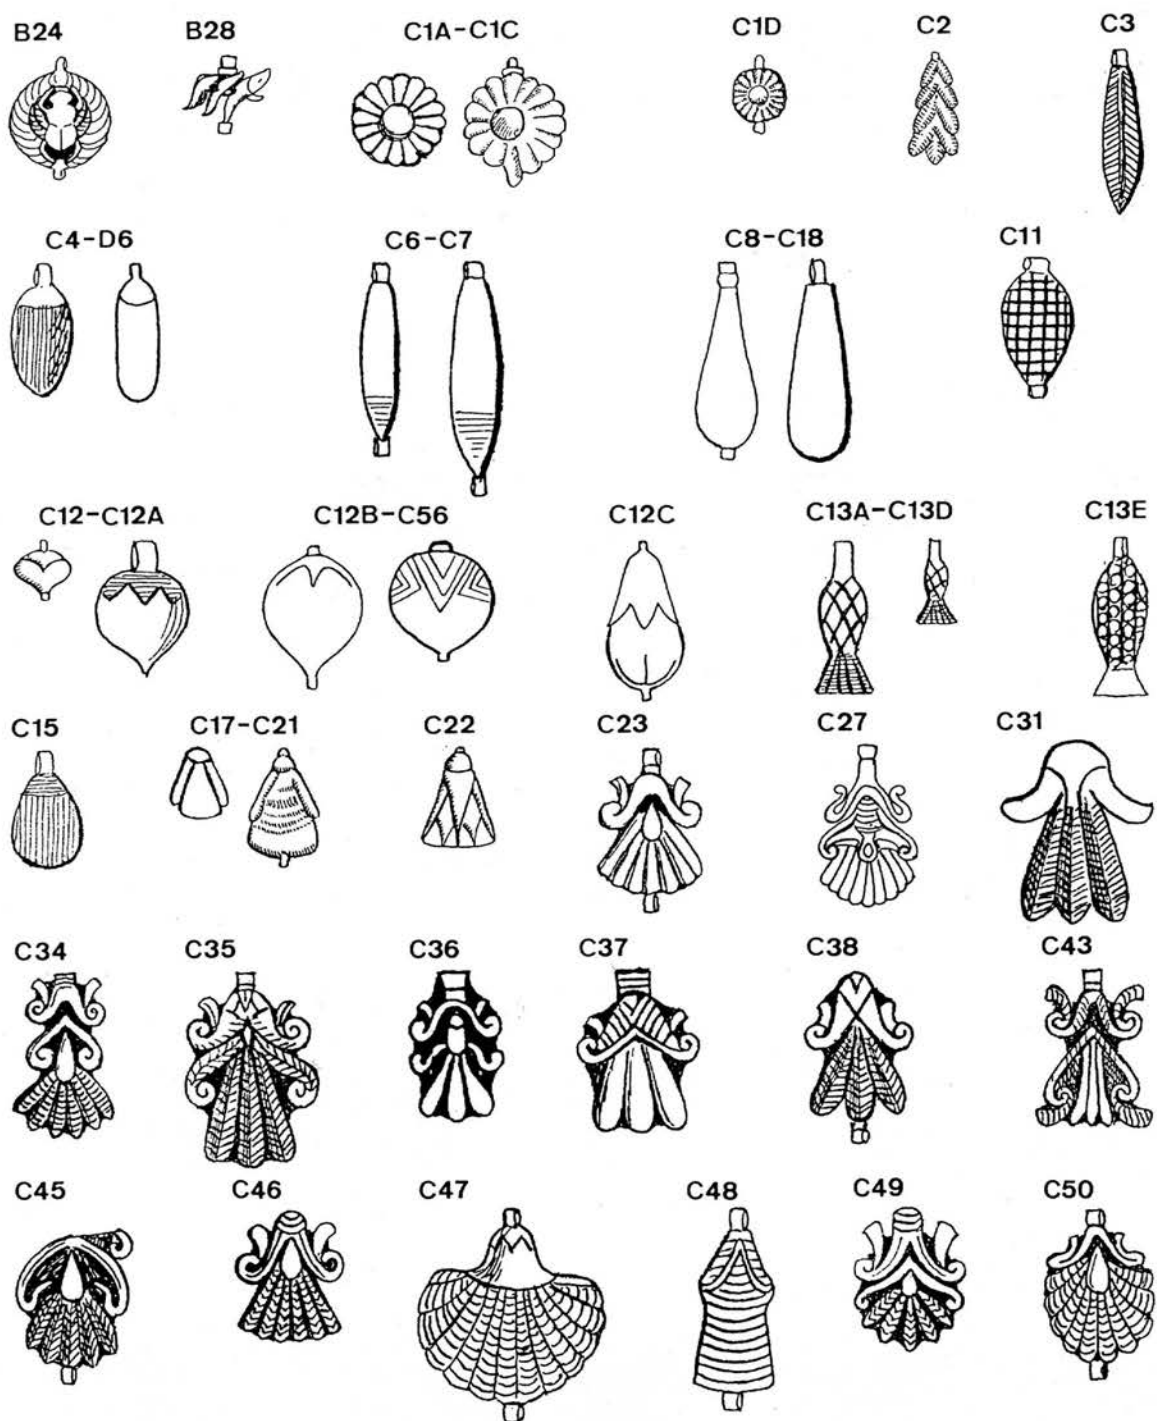 B24 B28 C1A-C1C C1D C2 C3
C4-D6 C6-C7 C8-C18 C11
C12-C12A C12B-C56 C12C C13A-C13D C13E
C15 C17-C21 C22 C23 C27 C31
C34 C35 C36 C37 C38 C43
C45 C46 C47 C48 C49 C50